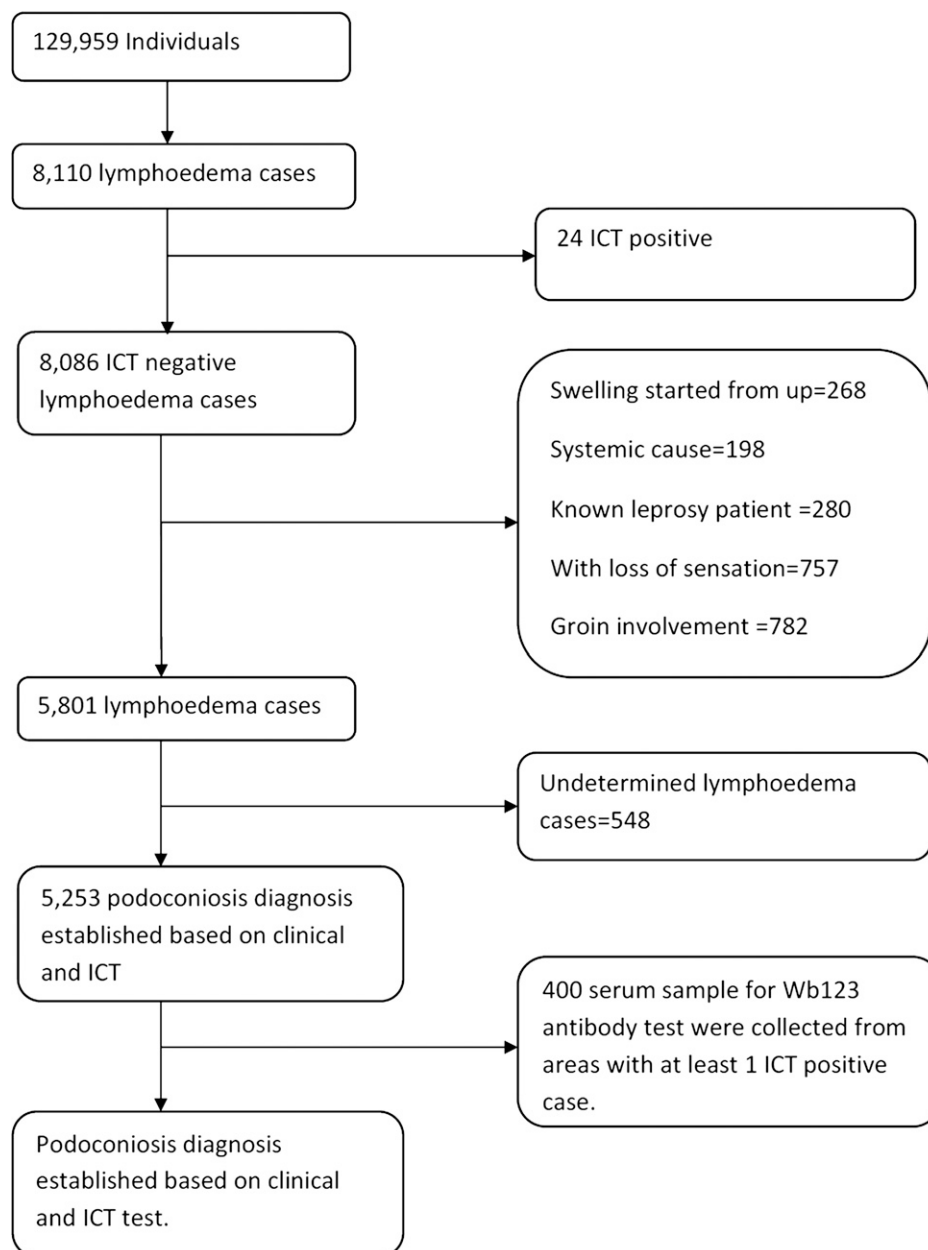 129,959 Individuals
8,110 lymphoedema cases
24 ICT positive
8,086 ICT negative
lymphoedema cases
Swelling started from up=268
Systemic cause=198
Known leprosy patient =280
With loss of sensation=757
Groin involvement =782
5,801 lymphoedema cases
Undetermined lymphoedema
cases=548
5,253 podoconiosis diagnosis
established based on clinical
and ICT
400 serum sample for Wb123
antibody test were collected from
areas with at least 1 ICT positive
case.
Podoconiosis diagnosis
established based on clinical
and ICT test.